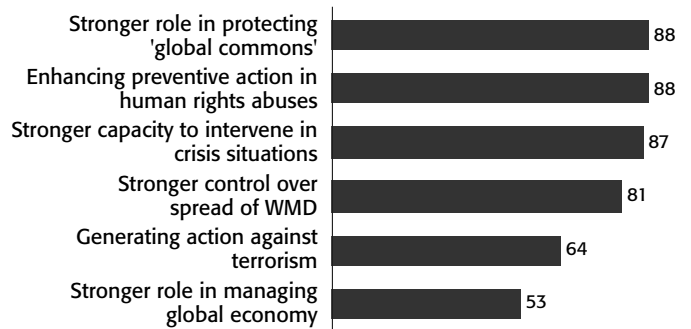 Stronger role in protecting
'global commons'
88
Enhancing preventive action in
human rights abuses
88
Stronger capacity to intervene in
crisis situations
87
Stronger control over
spread of WMD
81
Generating action against
terrorism
64
Stronger role in managing
global economy
53